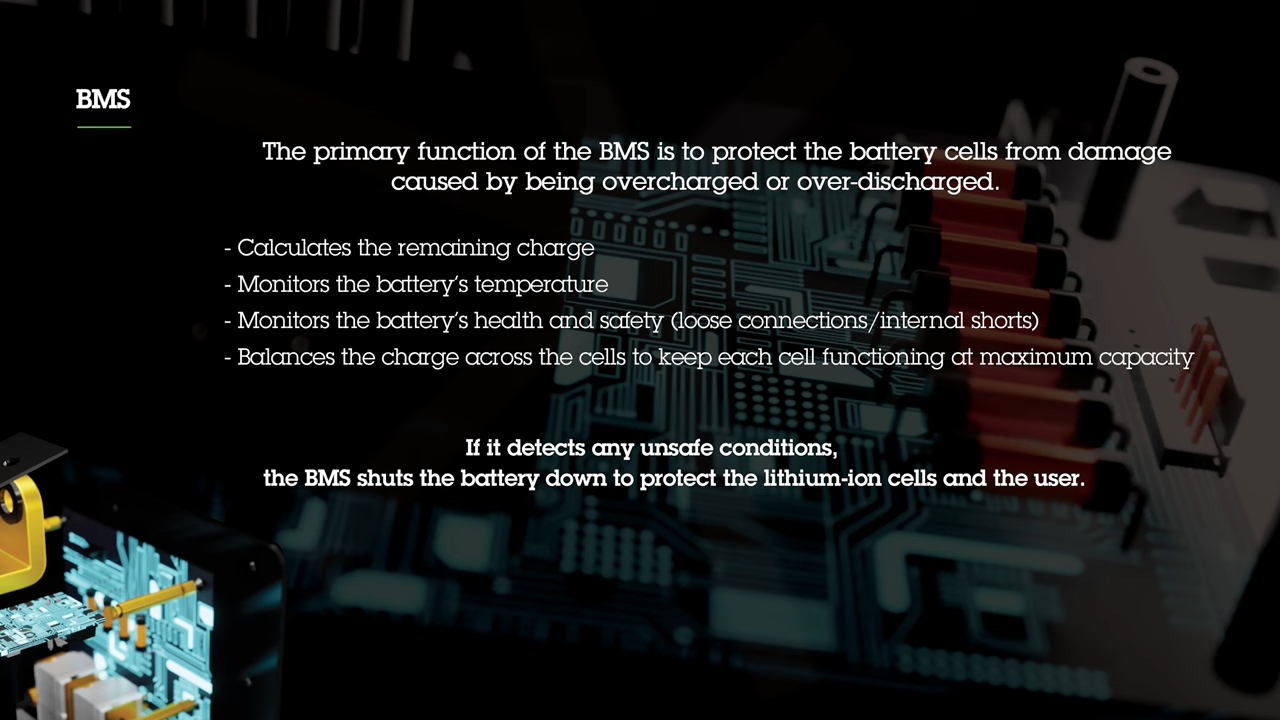 BMS
The primary function of the BMS is to protect the battery cells from damage
caused by being overcharged or over-discharged.
- Calculates the remaining charge
- Monitors the battery’s temperature
- Monitors the battery’s health and safety (loose connections/internal shorts)
- Balances the charge across the cells to keep each cell functioning at maximum capacity
If it detects any unsafe conditions,
the BMS shuts the battery down to protect the lithium-ion cells and the user.